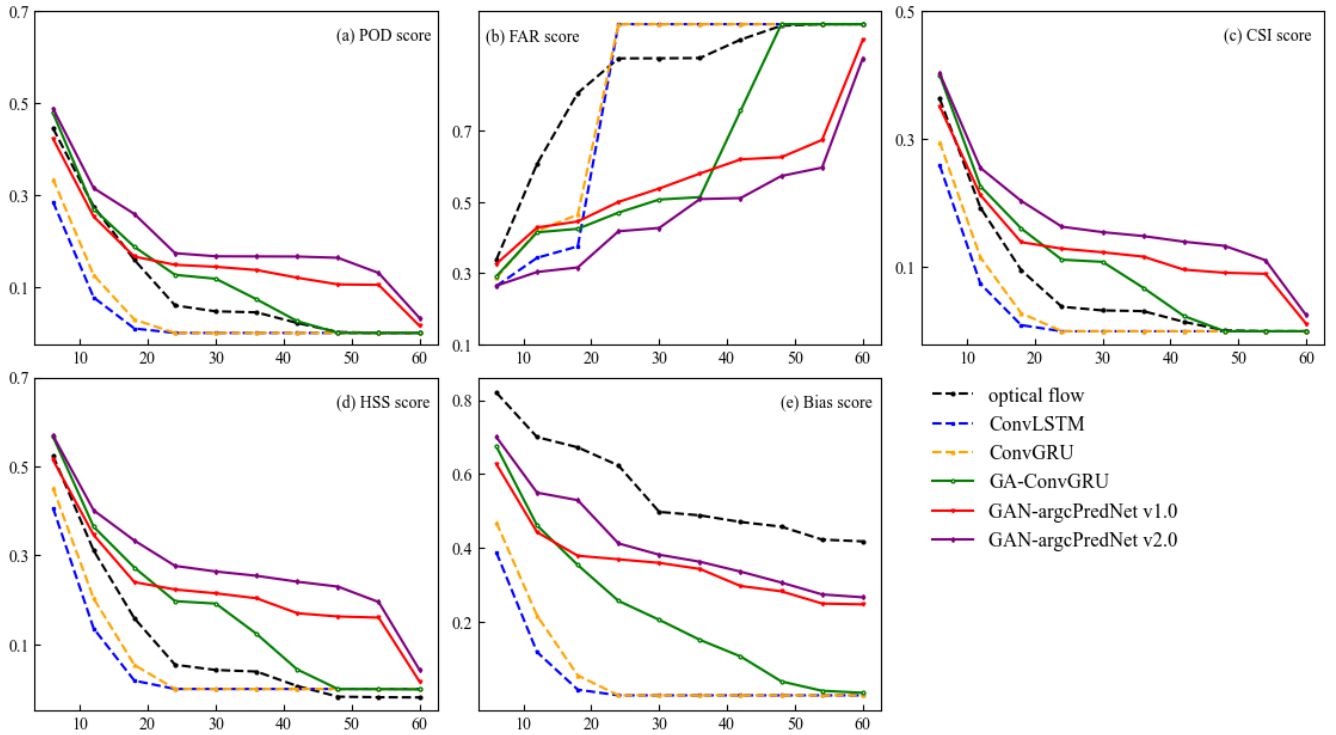 0.7
0.5
0.3
0.1
(a) POD score
10 20 30 40 50 60
0.7
0.5
0.3
0.1
(b) FAR score
10 20 30 40 50 60
0.5
0.3
0.1
(c) CSI score
10 20 30 40 50 60
0.7
0.5
0.3
0.1
(d) HSS score
10 20 30 40 50 60
0.8
0.6
0.4
0.2
(e) Bias score
10 20 30 40 50 60
optical flow
ConvLSTM
ConvGRU
GA-ConvGRU
GAN-argcPredNet v1.0
GAN-argcPredNet v2.0